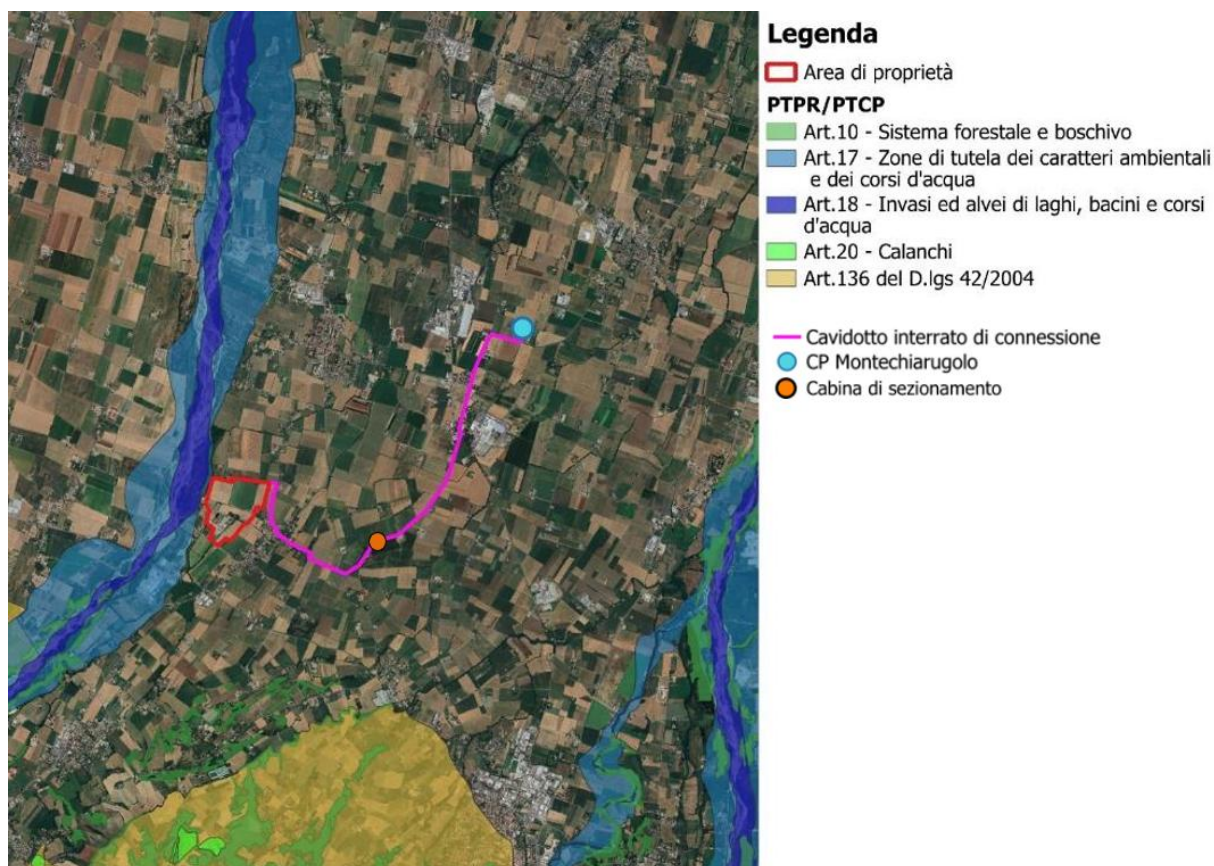 Legenda
Area di proprietà
PTPR/PTCP
Art.10 - Sistema forestale e boschivo
Art.17 - Zone di tutela dei caratteri ambientali
e dei corsi d'acqua
Art.18 - Invasi ed alvei di laghi, bacini e corsi
d'acqua
Art.20 - Calanchi
Art.136 del D.lgs 42/2004
Cavidotto interrato di connessione
CP Montechiarugolo
Cabina di sezionamento